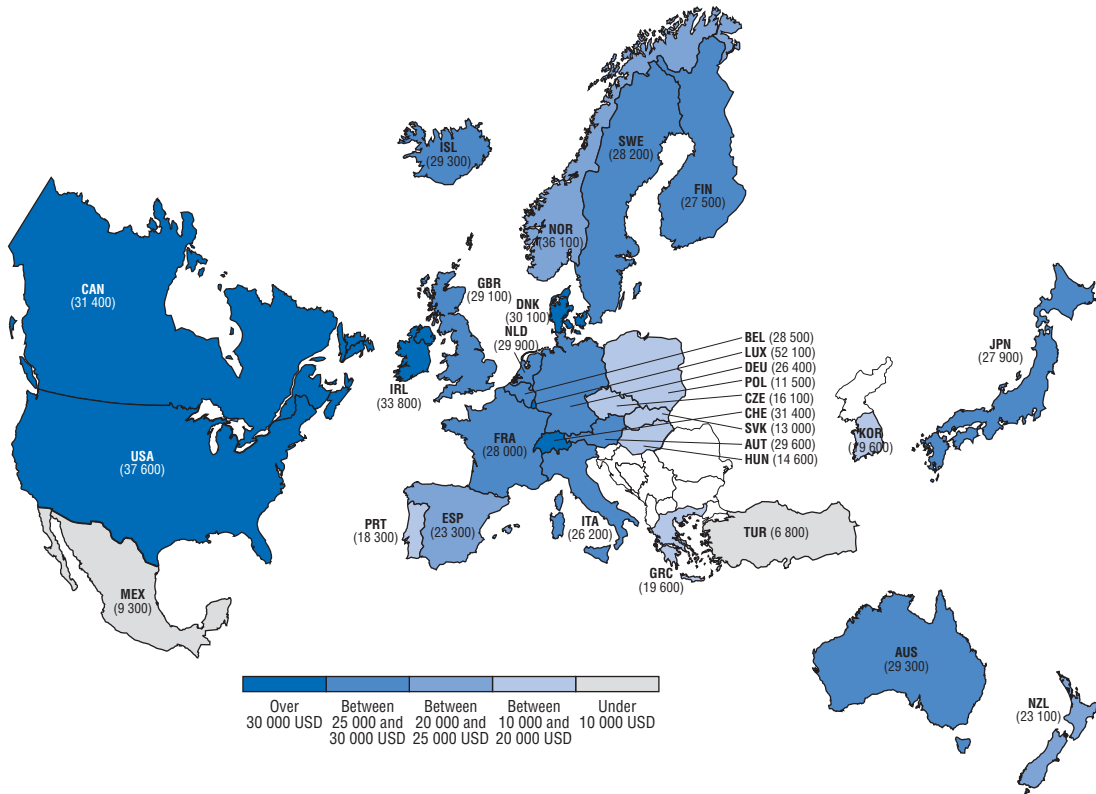 ISL
(29 300)
SWE
(28 200)
FIN
(27 500)
NOR
(36 100)
CAN
(31 400)
GBR
(29 100)
DNK
(30 100)
NLD
(29 900)
IRL
(33 800)
BEL (28 500)
LUX (52 100)
DEU (26 400)
POL (11 500)
CZE (16 100)
CHE (31 400)
SVK (13 000)
AUT (29 600)
HUN (14 600)
JPN
(27 900)
KOR
(19 600)
USA
(37 600)
FRA
(28 000)
PRT
(18 300)
ESP
(23 300)
ITA
(26 200)
GRC
(19 600)
TUR (6 800)
MEX
(9 300)
AUS
(29 300)
NZL
(23 100)
Over
30 000 USD
Between
25 000 and
30 000 USD
Between
20 000 and
25 000 USD
Between
10 000 and
20 000 USD
Under
10 000 USD